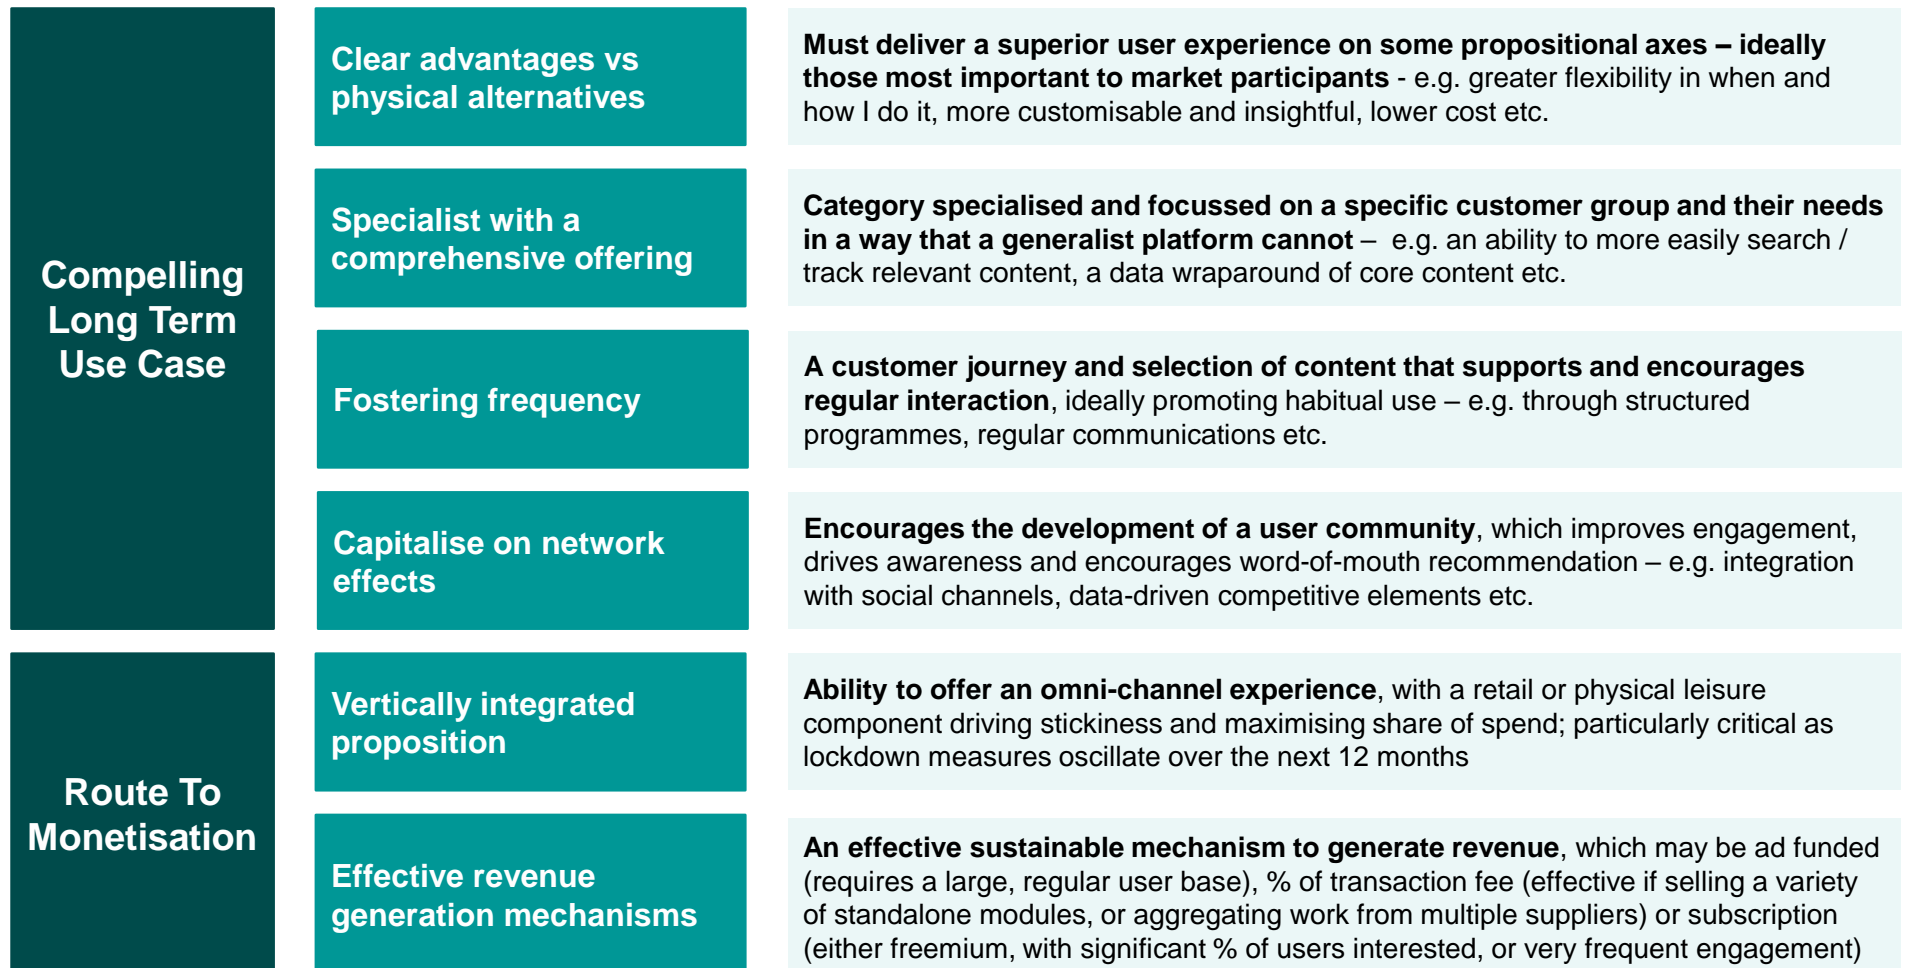 Compelling
Long Term
Use Case
Clear advantages vs
physical alternatives
Must deliver a superior user experience on some propositional axes – ideally
those most important to market participants - e.g. greater flexibility in when and
how I do it, more customisable and insightful, lower cost etc.
Specialist with a
comprehensive offering
Category specialised and focussed on a specific customer group and their needs
in a way that a generalist platform cannot – e.g. an ability to more easily search /
track relevant content, a data wraparound of core content etc.
Fostering frequency
A customer journey and selection of content that supports and encourages
regular interaction, ideally promoting habitual use – e.g. through structured
programmes, regular communications etc.
Capitalise on network
effects
Encourages the development of a user community, which improves engagement,
drives awareness and encourages word-of-mouth recommendation – e.g. integration
with social channels, data-driven competitive elements etc.
Route To
Monetisation
Vertically integrated
proposition
Ability to offer an omni-channel experience, with a retail or physical leisure
component driving stickiness and maximising share of spend; particularly critical as
lockdown measures oscillate over the next 12 months
Effective revenue
generation mechanisms
An effective sustainable mechanism to generate revenue, which may be ad funded
(requires a large, regular user base), % of transaction fee (effective if selling a variety
of standalone modules, or aggregating work from multiple suppliers) or subscription
(either freemium, with significant % of users interested, or very frequent engagement)